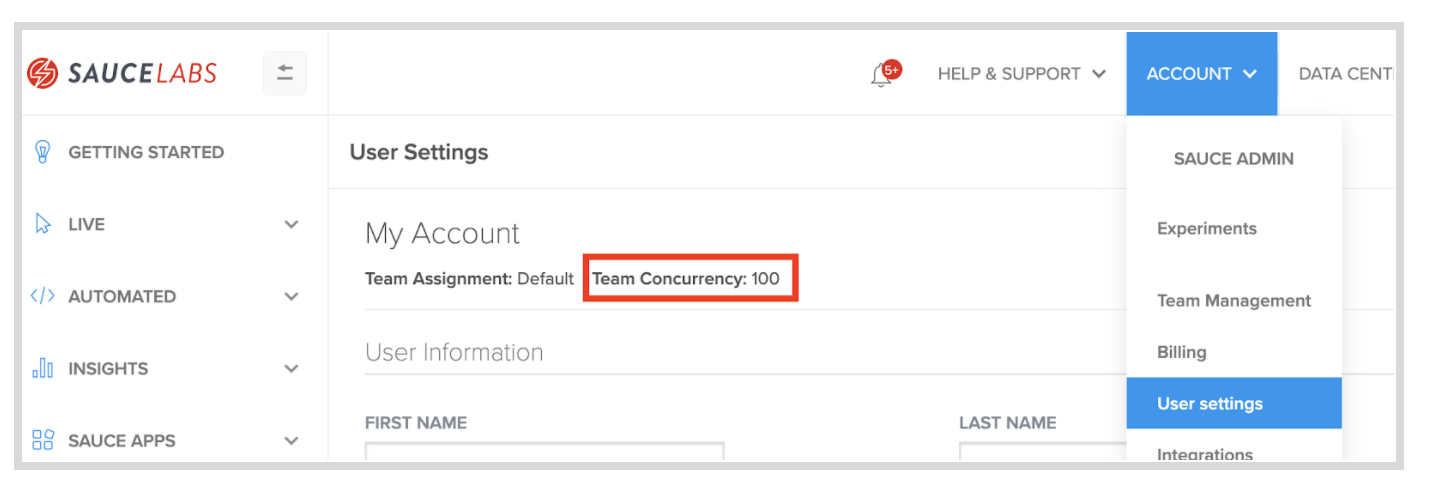 SAUCELABS
5+
HELP & SUPPORT
ACCOUNT
DATA CENT
GETTING STARTED
LIVE
</> AUTOMATED
INSIGHTS
SAUCE APPS
User Settings
My Account
Team Assignment: Default Team Concurrency: 100
User Information
FIRST NAME
LAST NAME
SAUCE ADMIN
Experiments
Team Management
Billing
User settings
Integrations